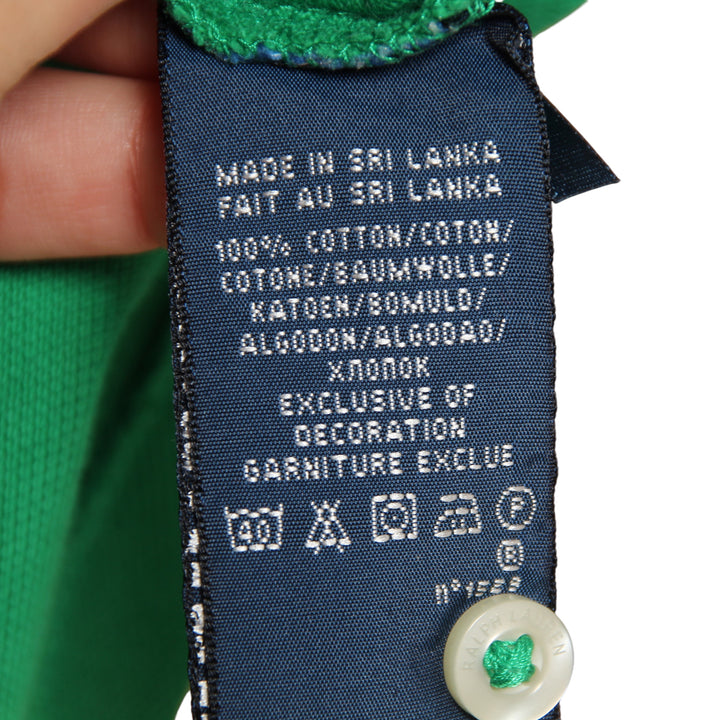 MADE IN SRI LANKA
FAIT AU SRI LANKA
100% COTTON/COTON/
COTONE/BAUMWOLLE/
KATOEN/BOMULD/
ALGODON/ALGODAO/
ХЛОПОК
EXCLUSIVE OF
DECORATION
GARNITURE EXCLUE
40
P
®
RALPH LAUREN